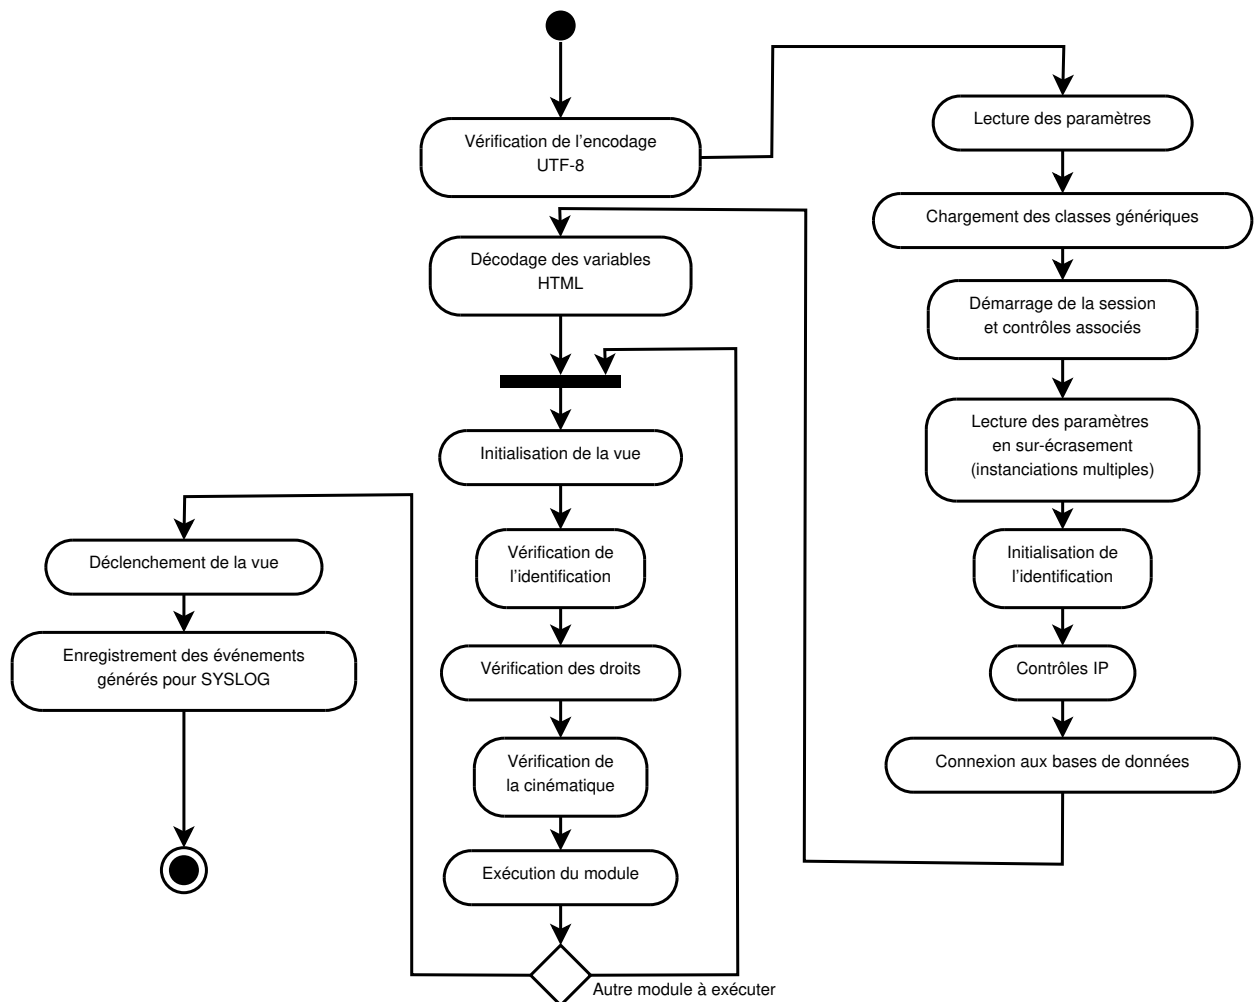 Vérification de l'encodage
UTF-8
Lecture des paramètres
Chargement des classes génériques
Démarrage de la session
et contrôles associés
Lecture des paramètres
en sur-écrasement
(instanciations multiples)
Initialisation de
l'identification
Contrôles IP
Connexion aux bases de données
Décodage des variables
HTML
Initialisation de la vue
Vérification de
l'identification
Vérification des droits
Vérification de
la cinématique
Exécution du module
Autre module à exécuter
Déclenchement de la vue
Enregistrement des événements
générés pour SYSLOG